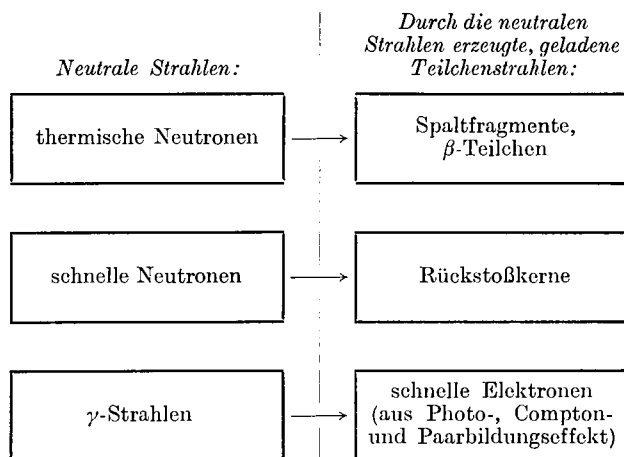 Neutrale Strahlen:
Durch die neutralen
Strahlen erzeugte, geladene
Teilchenstrahlen:
thermische Neutronen
Spaltfragmente,
β-Teilchen
schnelle Neutronen
Rückstoßkerne
γ-Strahlen
schnelle Elektronen
(aus Photo-, Compton-
und Paarbildungseffekt)